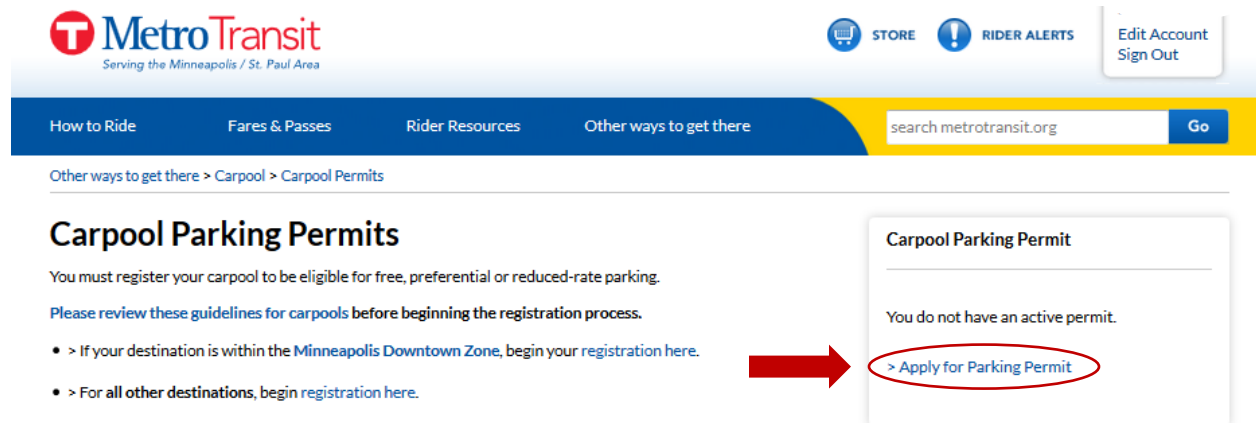 T MetroTransit
Serving the Minneapolis / St. Paul Area
STORE
! RIDER ALERTS
Edit Account
Sign Out
How to Ride
Fares & Passes
Rider Resources
Other ways to get there
search metrotransit.org
Go
Other ways to get there > Carpool > Carpool Permits
Carpool Parking Permits
You must register your carpool to be eligible for free, preferential or reduced-rate parking.
Please review these guidelines for carpools before beginning the registration process.
• > If your destination is within the Minneapolis Downtown Zone, begin your registration here.
• > For all other destinations, begin registration here.
Carpool Parking Permit
You do not have an active permit.
> Apply for Parking Permit